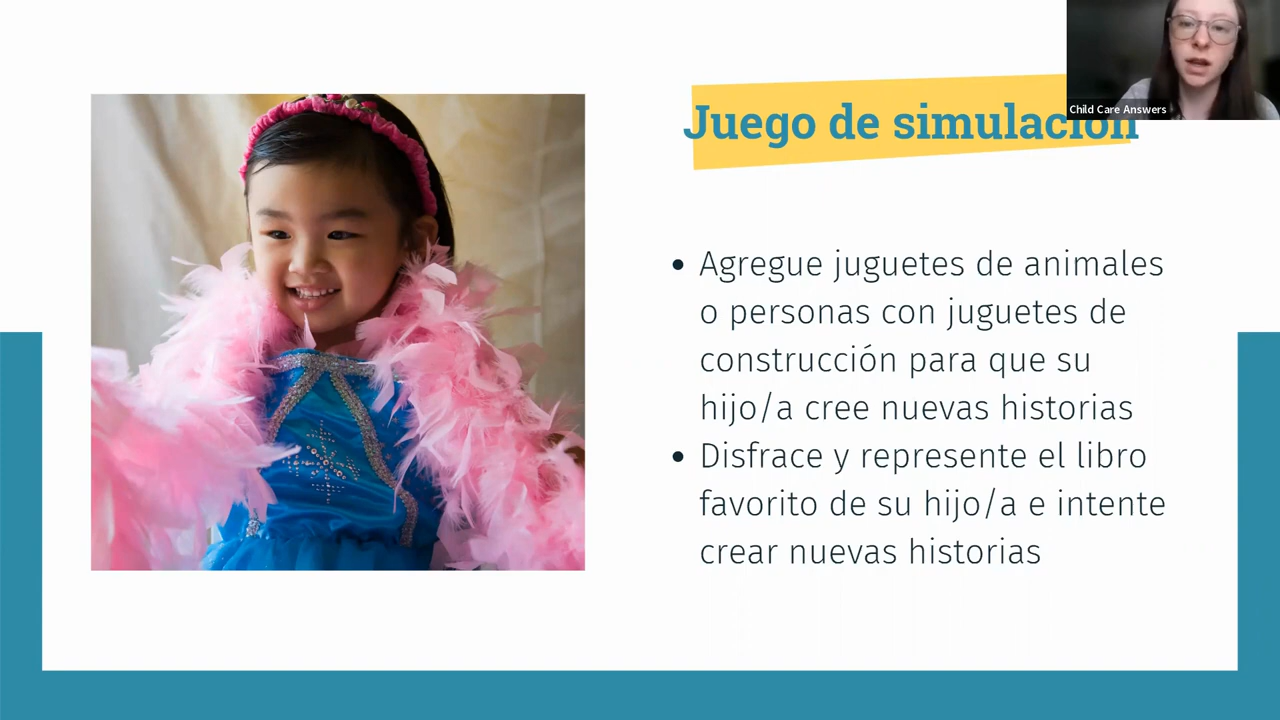 Child Care Answers
Juego de simulación
• Agregue juguetes de animales
o personas con juguetes de
construcción para que su
hijo/a cree nuevas historias
• Disfrace y represente el libro
favorito de su hijo/a e intente
crear nuevas historias